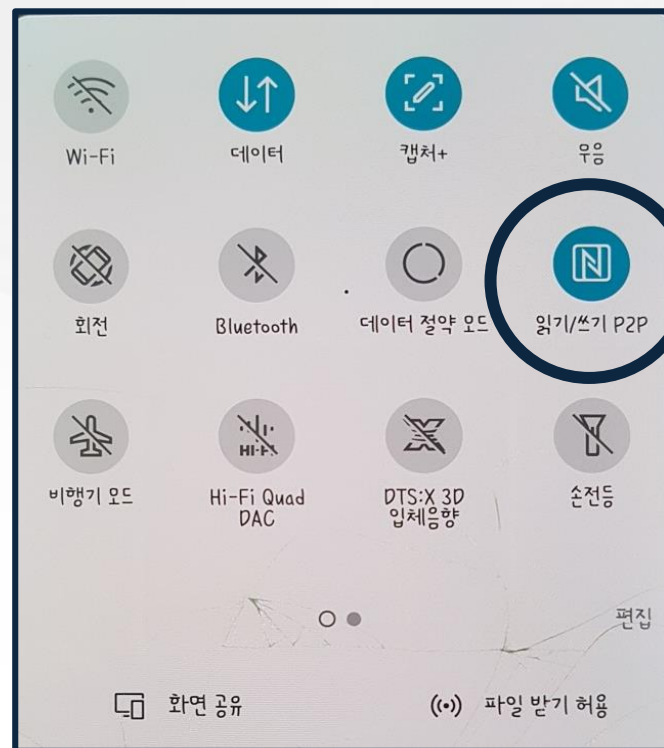 Wi-Fi
데이터
캡처+
무음
회전
Bluetooth
데이터 절약 모드
읽기/쓰기 P2P
비행기 모드
HI-FI
Hi-Fi Quad
DAC
DTS:X 3D
입체음향
손전등
편집
화면 공유
파일 받기 허용